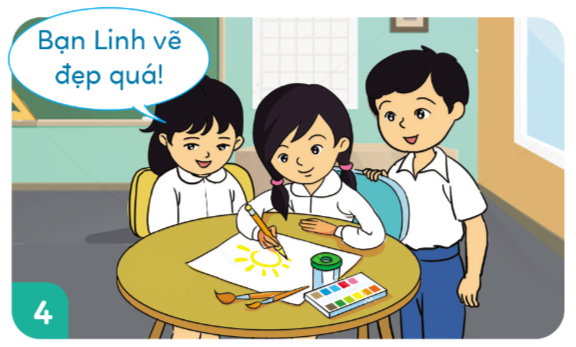 Bạn Linh vẽ
đẹp quá!
4